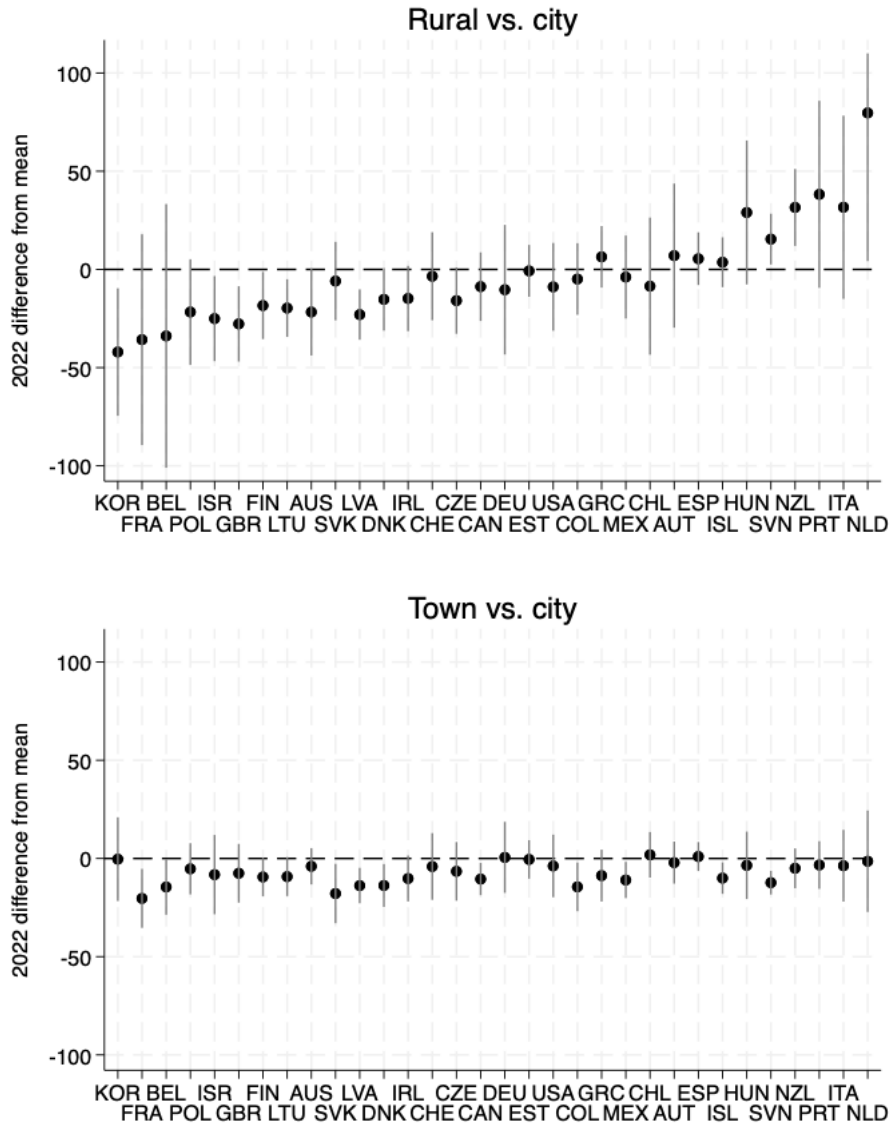 Rural vs. city
2022 difference from mean
100
50
0
-50
-100
KOR BEL ISR FIN AUS LVA IRL CZE DEU USA GRC CHL ESP HUN NZL ITA
FRA POL GBR LTU SVK DNK CHE CAN EST COL MEX AUT ISL SVN PRT NLD
Town vs. city
2022 difference from mean
100
50
0
-50
-100
KOR BEL ISR FIN AUS LVA IRL CZE DEU USA GRC CHL ESP HUN NZL ITA
FRA POL GBR LTU SVK DNK CHE CAN EST COL MEX AUT ISL SVN PRT NLD